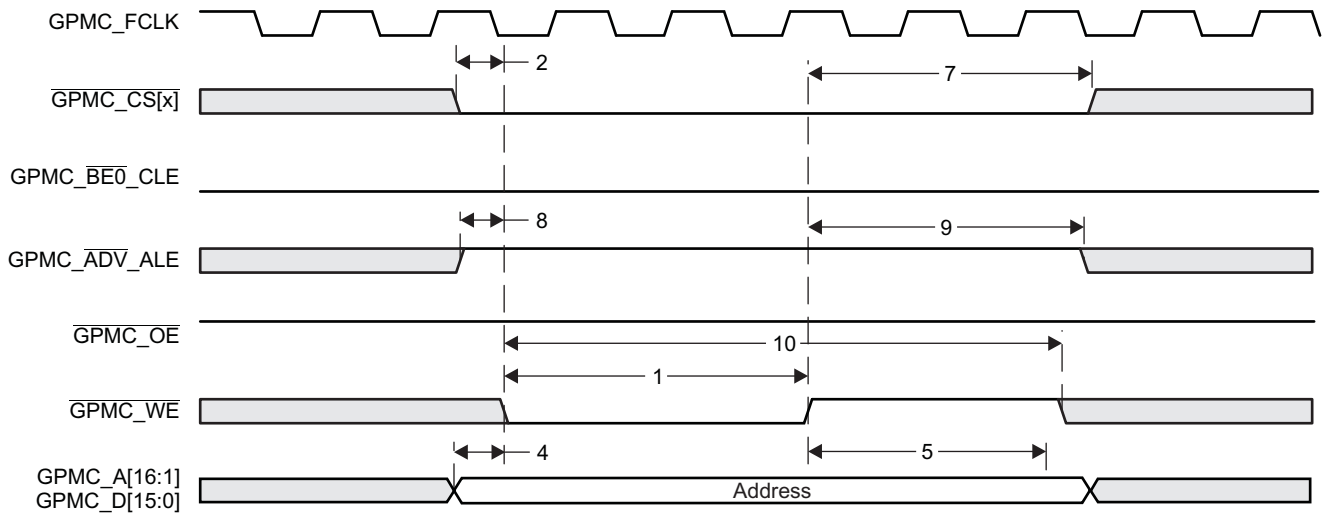 GPMC_FCLK
2
7
GPMC_CS[x]
GPMC_BE0_CLE
8
9
GPMC_ADV_ALE
GPMC_OE
10
1
GPMC_WE
4
5
GPMC_A[16:1]
GPMC_D[15:0]
Address